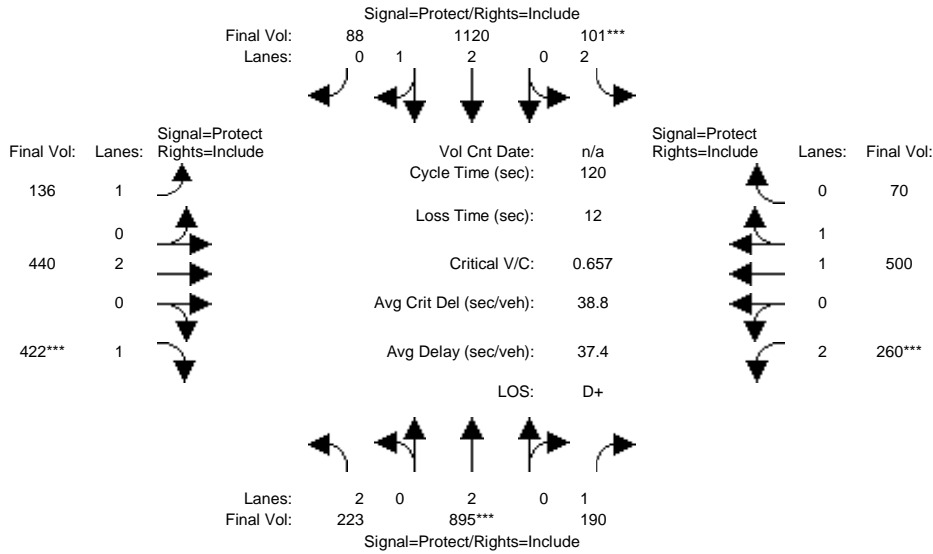 Signal=Protect/Rights=Include
Final Vol: 88 1120 101***
Lanes: 0 1 2 0 2
Signal=Protect Signal=Protect
Final Vol: Lanes: Rights=Include Vol Cnt Date: n/a Rights=Include Lanes: Final Vol:
Cycle Time (sec): 120
136 1 0 70
Loss Time (sec): 12
0 1
440 2 Critical V/C: 0.657 1 500
0 Avg Crit Del (sec/veh): 38.8 0
422*** 1 Avg Delay (sec/veh): 37.4 2 260***
LOS: D+
Lanes: 2 0 2 0 1
Final Vol: 223 895*** 190
Signal=Protect/Rights=Include